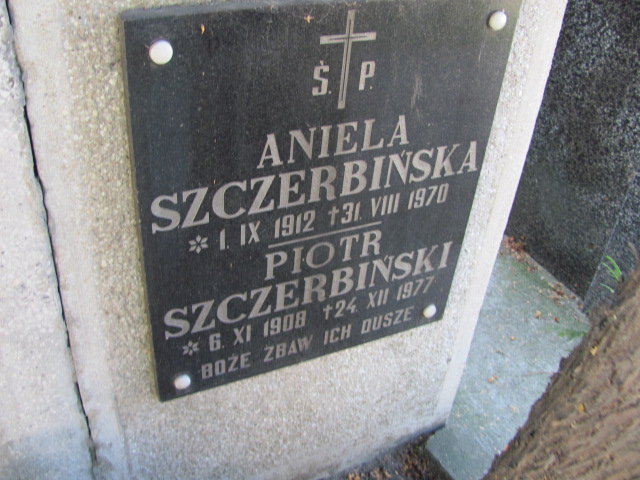 Ś. P.
ANIELA
SZCZERBIŃSKA
* 1. IX 1912 † 31. VIII 1970
PIOTR
SZCZERBIŃSKI
* 6. XI 1908 † 24. XII 1977
BOŻE ZBAW ICH DUSZE